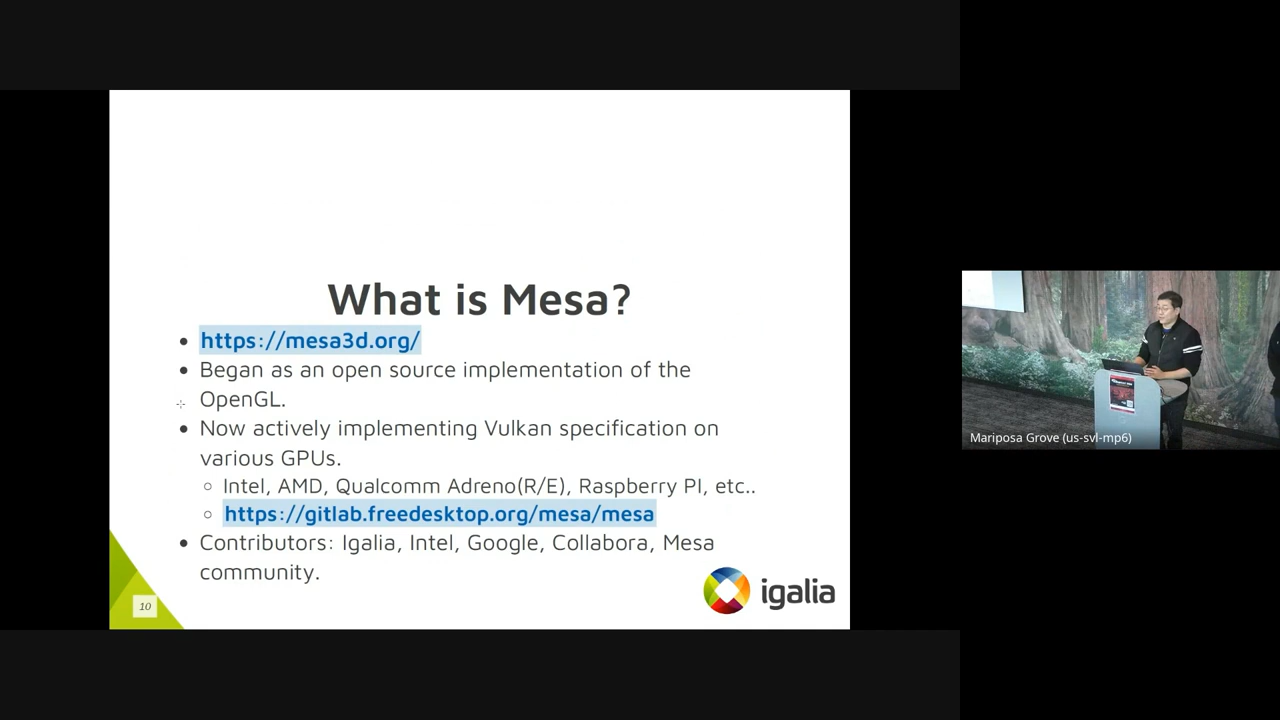 What is Mesa?
https://mesa3d.org/
Began as an open source implementation of the
OpenGL.
Now actively implementing Vulkan specification on
various GPUs.
Intel, AMD, Qualcomm Adreno(R/E), Raspberry PI, etc..
https://gitlab.freedesktop.org/mesa/mesa
Contributors: Igalia, Intel, Google, Collabora, Mesa
community.
10
igalia
Mariposa Grove (us-svl-mp6)